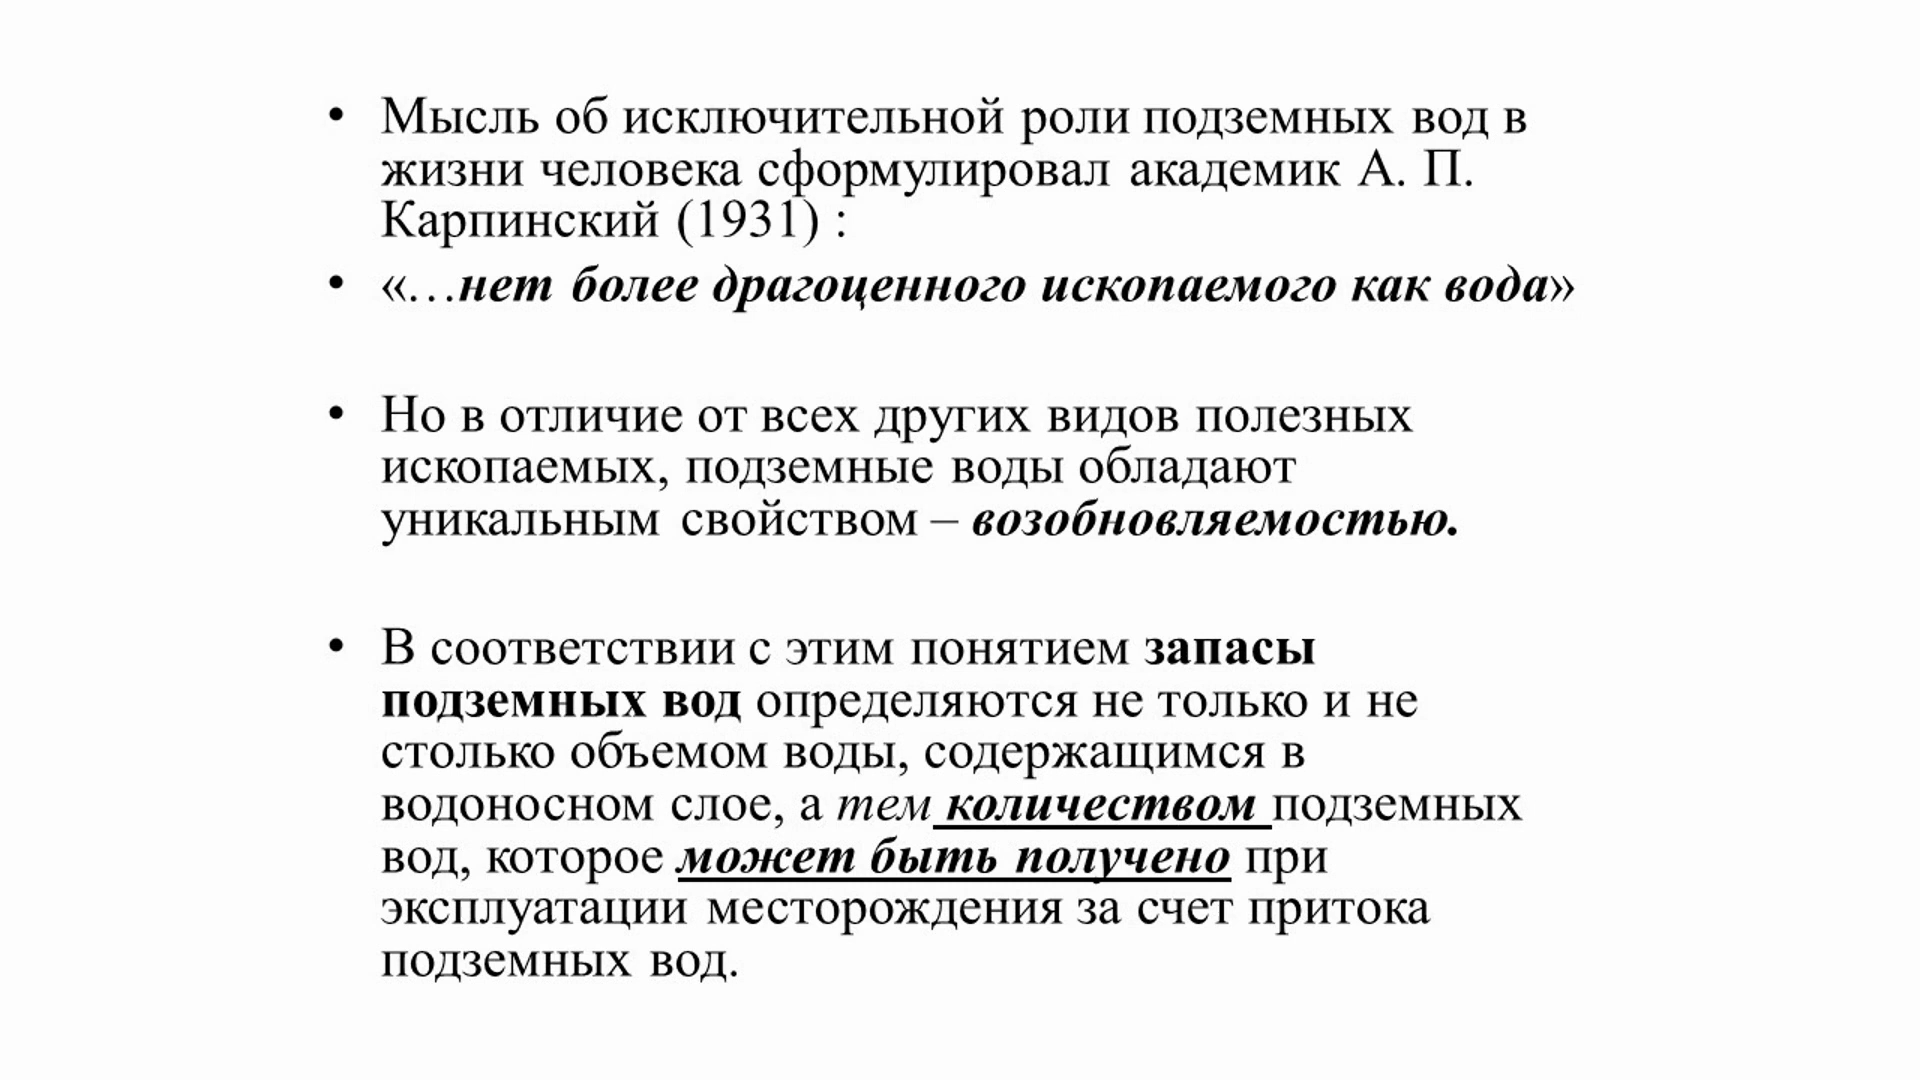 • Мысль об исключительной роли подземных вод в
жизни человека сформулировал академик А. П.
Карпинский (1931) :
• «…нет более драгоценного ископаемого как вода»
• Но в отличие от всех других видов полезных
ископаемых, подземные воды обладают
уникальным свойством – возобновляемостью.
• В соответствии с этим понятием запасы
подземных вод определяются не только и не
столько объемом воды, содержащимся в
водоносном слое, а тем количеством подземных
вод, которое может быть получено при
эксплуатации месторождения за счет притока
подземных вод.